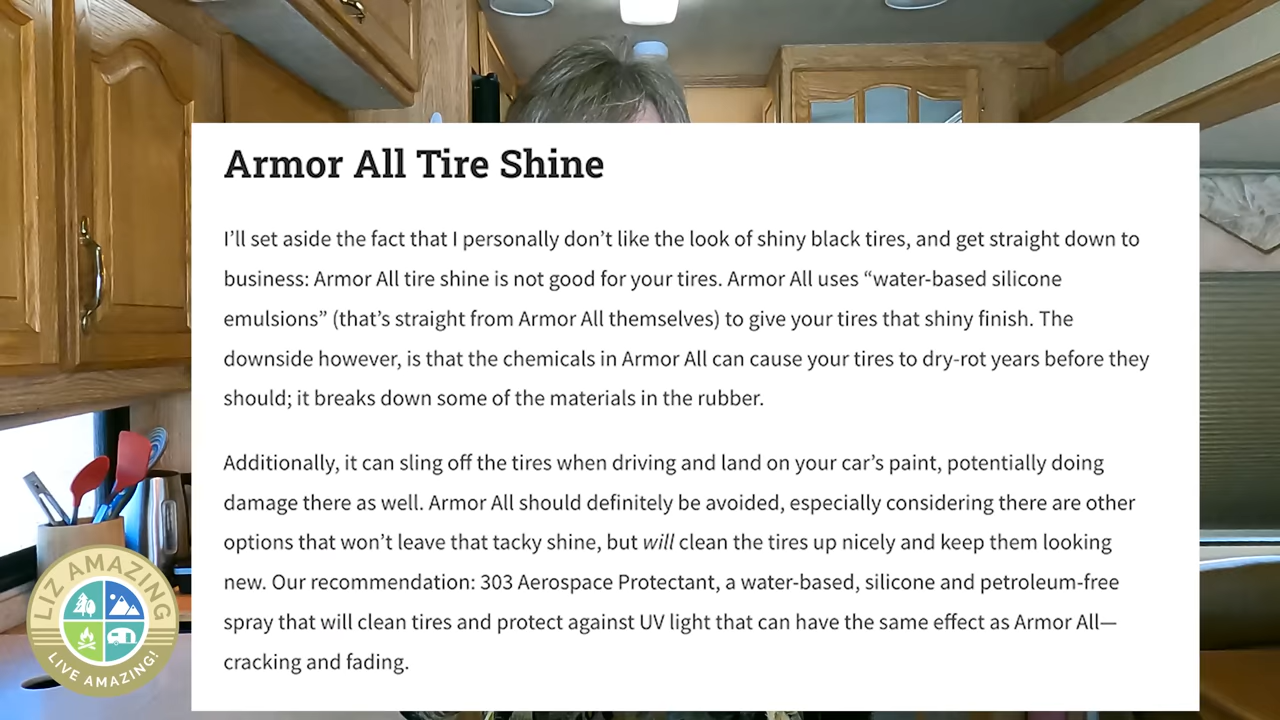 Armor All Tire Shine
I’ll set aside the fact that I personally don’t like the look of shiny black tires, and get straight down to
business: Armor All tire shine is not good for your tires. Armor All uses “water-based silicone
emulsions” (that’s straight from Armor All themselves) to give your tires that shiny finish. The
downside however, is that the chemicals in Armor All can cause your tires to dry-rot years before they
should; it breaks down some of the materials in the rubber.
Additionally, it can sling off the tires when driving and land on your car’s paint, potentially doing
damage there as well. Armor All should definitely be avoided, especially considering there are other
options that won’t leave that tacky shine, but will clean the tires up nicely and keep them looking
new. Our recommendation: 303 Aerospace Protectant, a water-based, silicone and petroleum-free
spray that will clean tires and protect against UV light that can have the same effect as Armor All—
cracking and fading.
LIZ AMAZING
LIVE AMAZING!